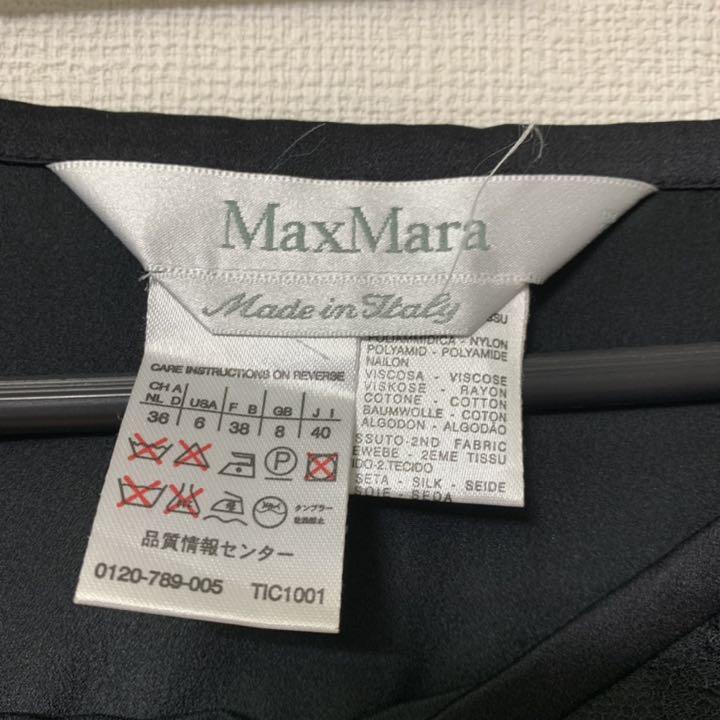 MaxMara
Made in Italy
CARE INSTRUCTIONS ON REVERSE
CH A
NL D
USA
F B
GB
J I
36
6
38
8
40
P
タンブラー
乾燥禁止
品質情報センター
0120-789-005 TIC1001
SSU
POLIAMMIDICA - NYLON
POLYAMID - POLYAMIDE
NAILON
VISCOSA - VISCOSE
VISKOSE - RAYON
COTONE - COTTON
BAUMWOLLE - COTON
ALGODON - ALGODÃO
SSUTO-2ND FABRIC
EWEBE - 2EME TISSU
IDO-2.TECIDO
SETA - SILK - SEIDE
SOIE - SEDA